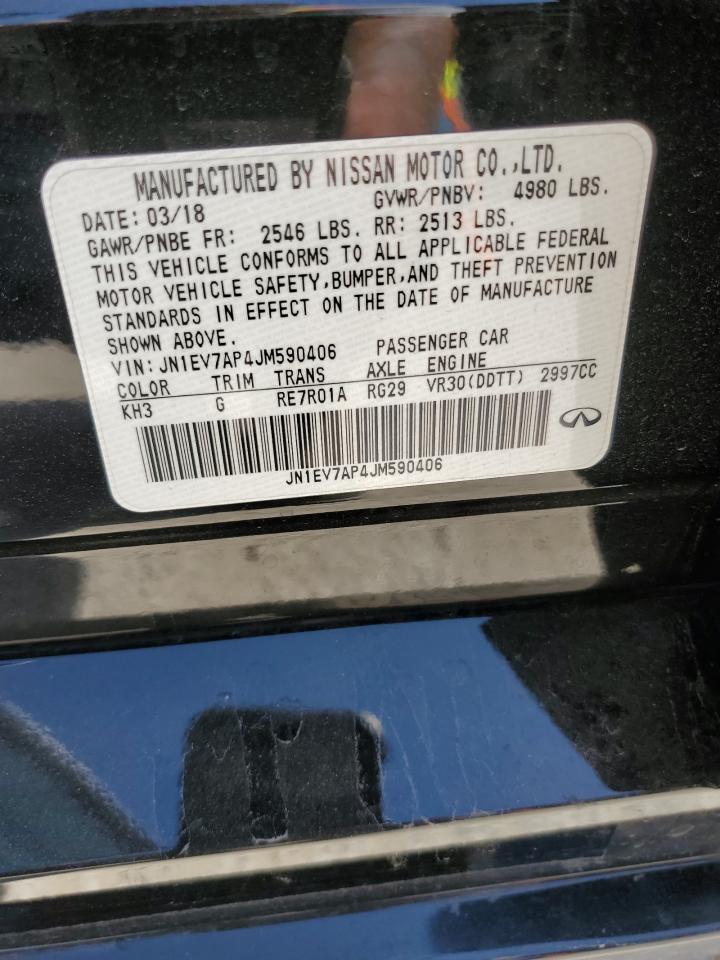 MANUFACTURED BY NISSAN MOTOR CO.,LTD.
DATE: 03/18 GVWR/PNBV: 4980 LBS.
GAWR/PNBE FR: 2546 LBS. RR: 2513 LBS.
THIS VEHICLE CONFORMS TO ALL APPLICABLE FEDERAL
MOTOR VEHICLE SAFETY,BUMPER,AND THEFT PREVENTION
STANDARDS IN EFFECT ON THE DATE OF MANUFACTURE
SHOWN ABOVE.
VIN: JN1EV7AP4JM590406 PASSENGER CAR
COLOR TRIM TRANS AXLE ENGINE
KH3 G RE7R01A RG29 VR30(DDTT) 2997CC
JN1EV7AP4JM590406